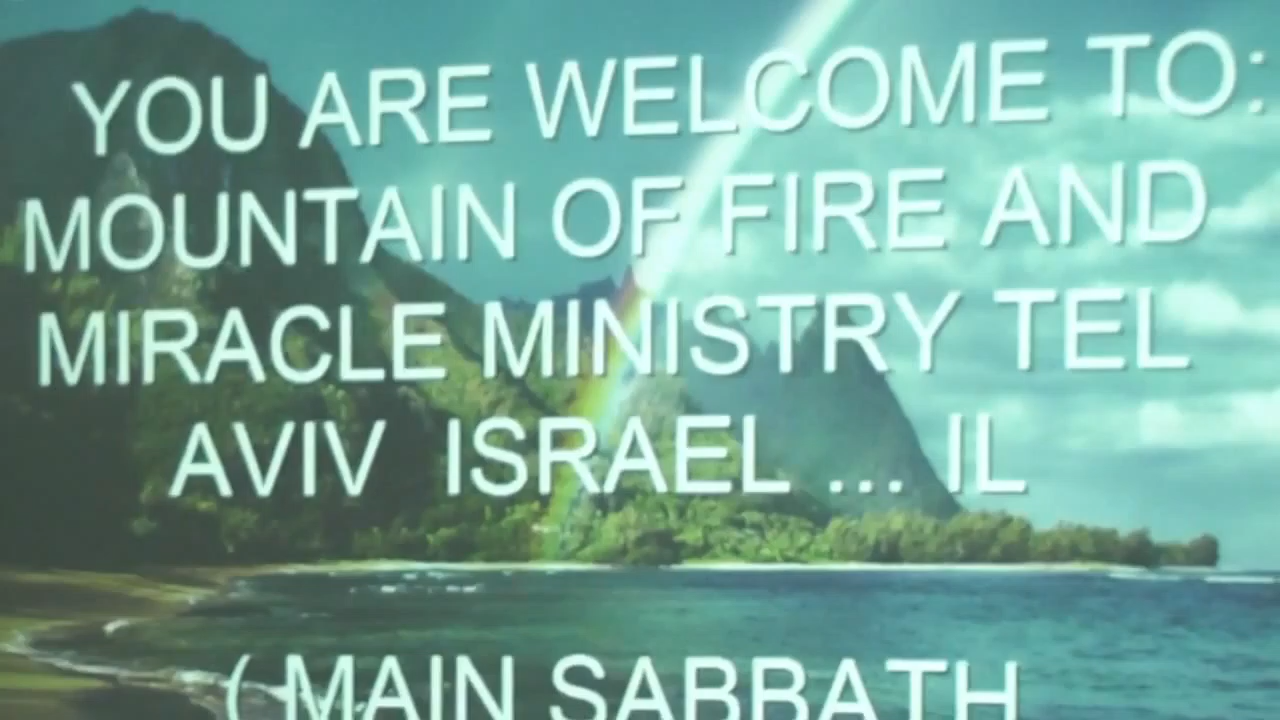 YOU ARE WELCOME TO:
MOUNTAIN OF FIRE AND
MIRACLE MINISTRY TEL
AVIV ISRAEL ... IL
( MAIN SABBATH